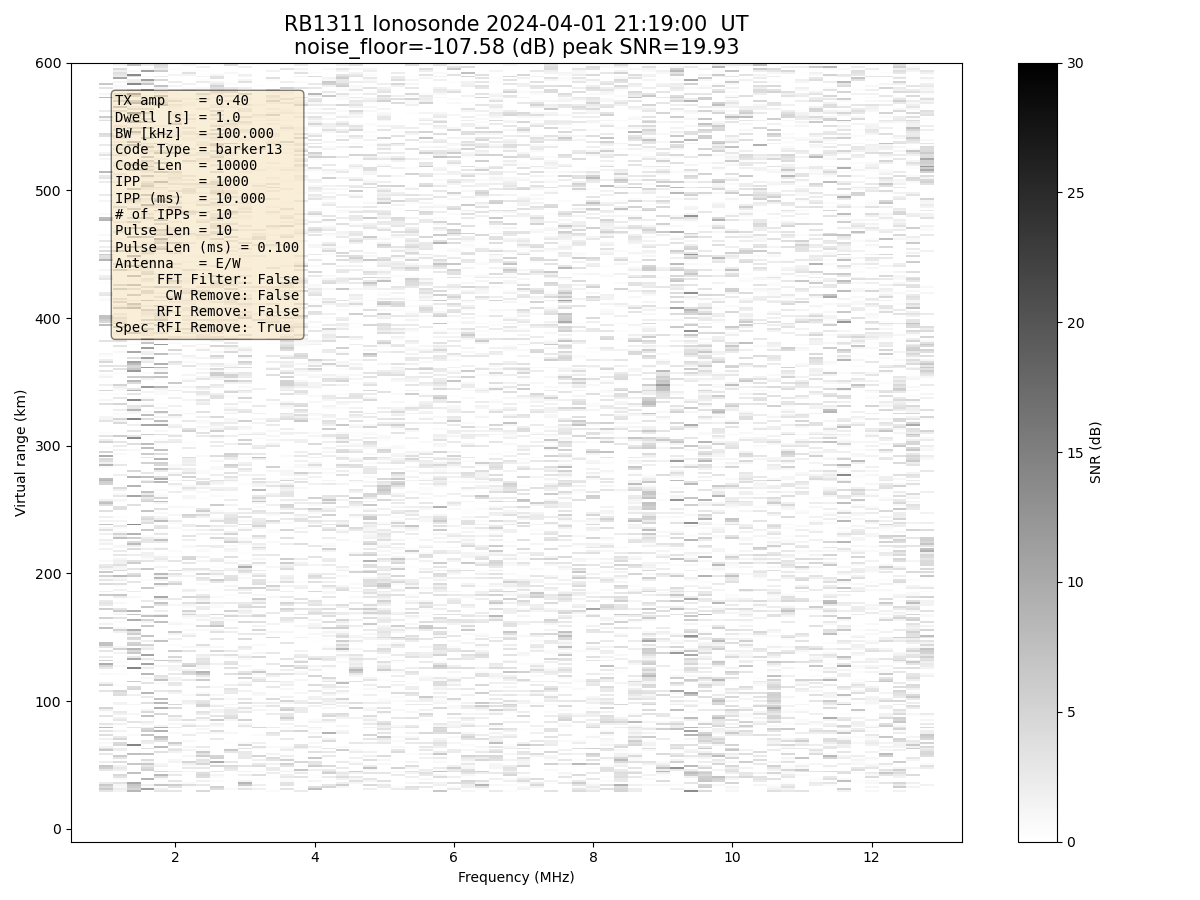 RB1311 Ionosonde 2024-04-01 21:19:00  UT
noise_floor=-107.58 (dB) peak SNR=19.93
TX amp    = 0.40
Dwell [s] = 1.0
BW [kHz]  = 100.000
Code Type = barker13
Code Len  = 10000
IPP       = 1000
IPP (ms)  = 10.000
# of IPPs = 10
Pulse Len = 10
Pulse Len (ms) = 0.100
Antenna   = E/W
FFT Filter: False
CW Remove: False
RFI Remove: False
Spec RFI Remove: True
Virtual range (km)
600
500
400
300
200
100
0
2 4 6 8 10 12
Frequency (MHz)
30
25
20
15
10
5
0
SNR (dB)